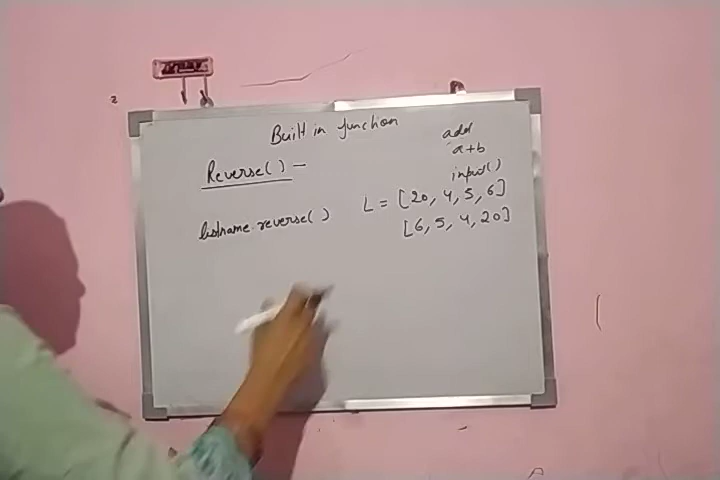 Built in function
add
a+b
input()
Reverse() —
L = [20, 4, 5, 6]
listname.reverse()
[6, 5, 4, 20]